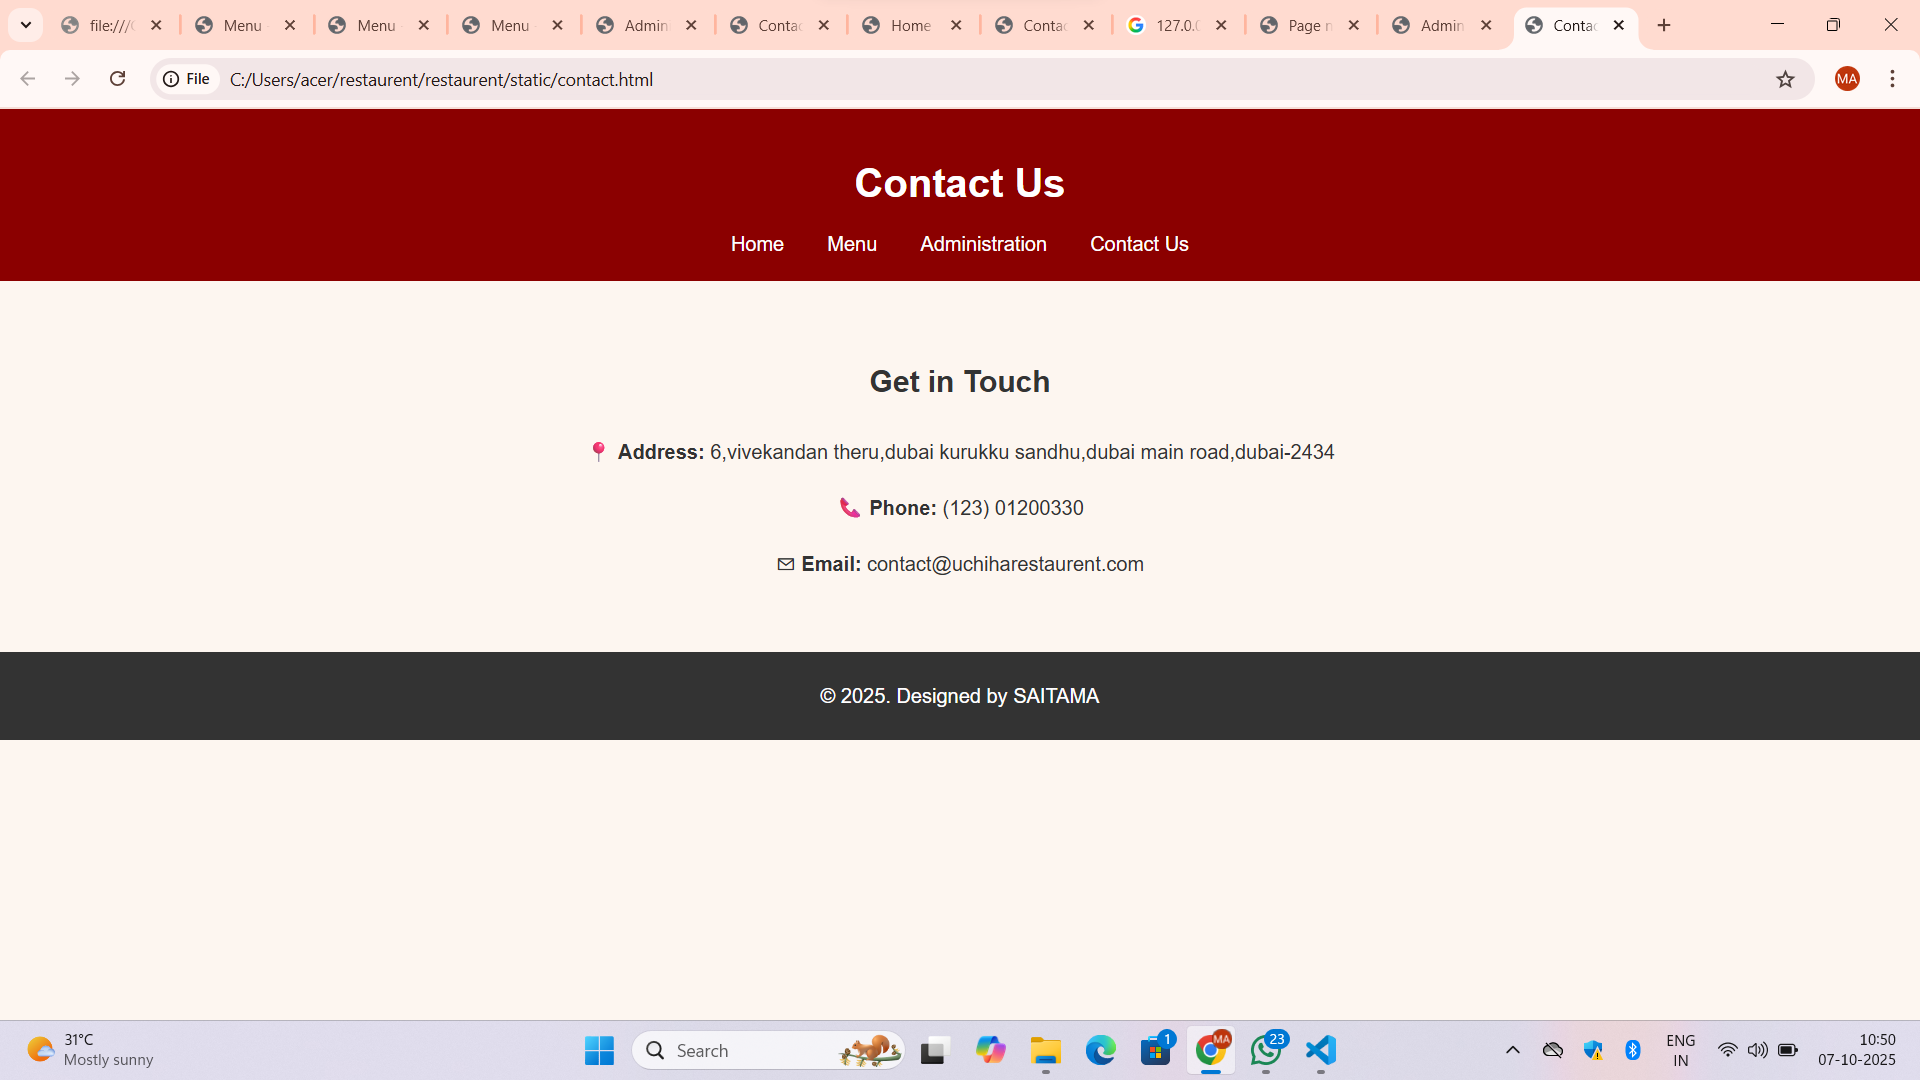 file:///
Menu
Menu
Menu
Admin
Contac
Home
Contac
127.0.0
Page n
Admin
Contac
File
C:/Users/acer/restaurent/restaurent/static/contact.html
MA
Contact Us
Home
Menu
Administration
Contact Us
Get in Touch
📍 Address: 6,vivekandan theru,dubai kurukku sandhu,dubai main road,dubai-2434
📞 Phone: (123) 01200330
✉ Email: contact@uchiharestaurent.com
© 2025. Designed by SAITAMA
31°C
Mostly sunny
Search
1
MA
23
ENG
IN
10:50
07-10-2025